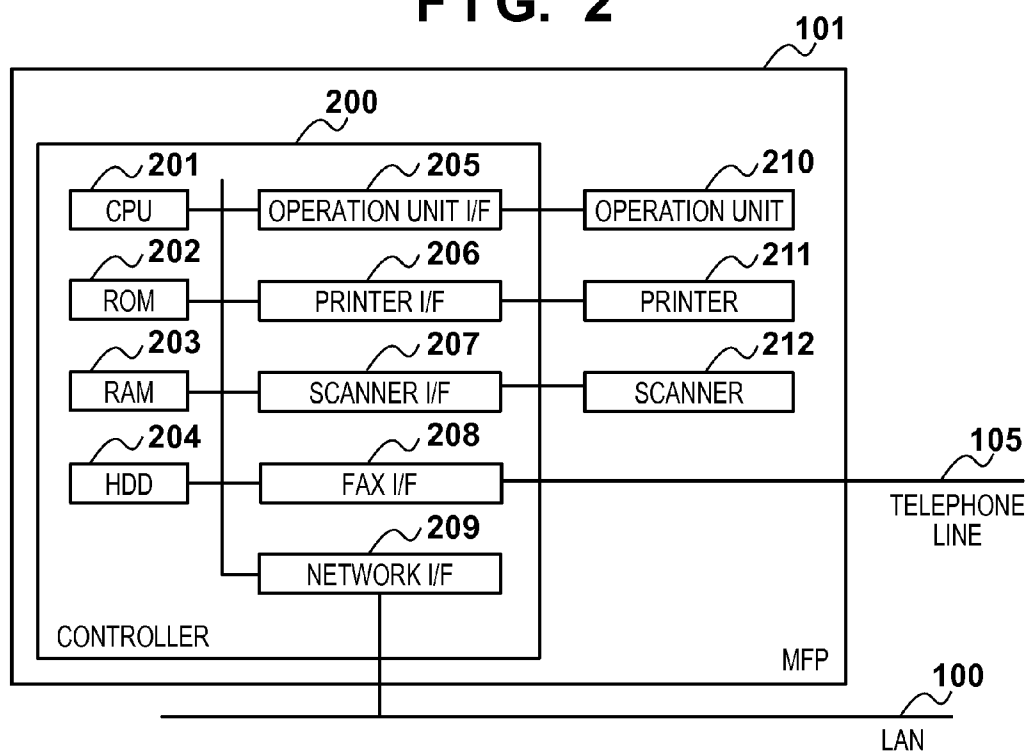 FIG. 2
101
200
201
CPU
205
OPERATION UNIT I/F
210
OPERATION UNIT
202
ROM
206
PRINTER I/F
211
PRINTER
203
RAM
207
SCANNER I/F
212
SCANNER
204
HDD
208
FAX I/F
105
TELEPHONE
LINE
209
NETWORK I/F
CONTROLLER
MFP
100
LAN